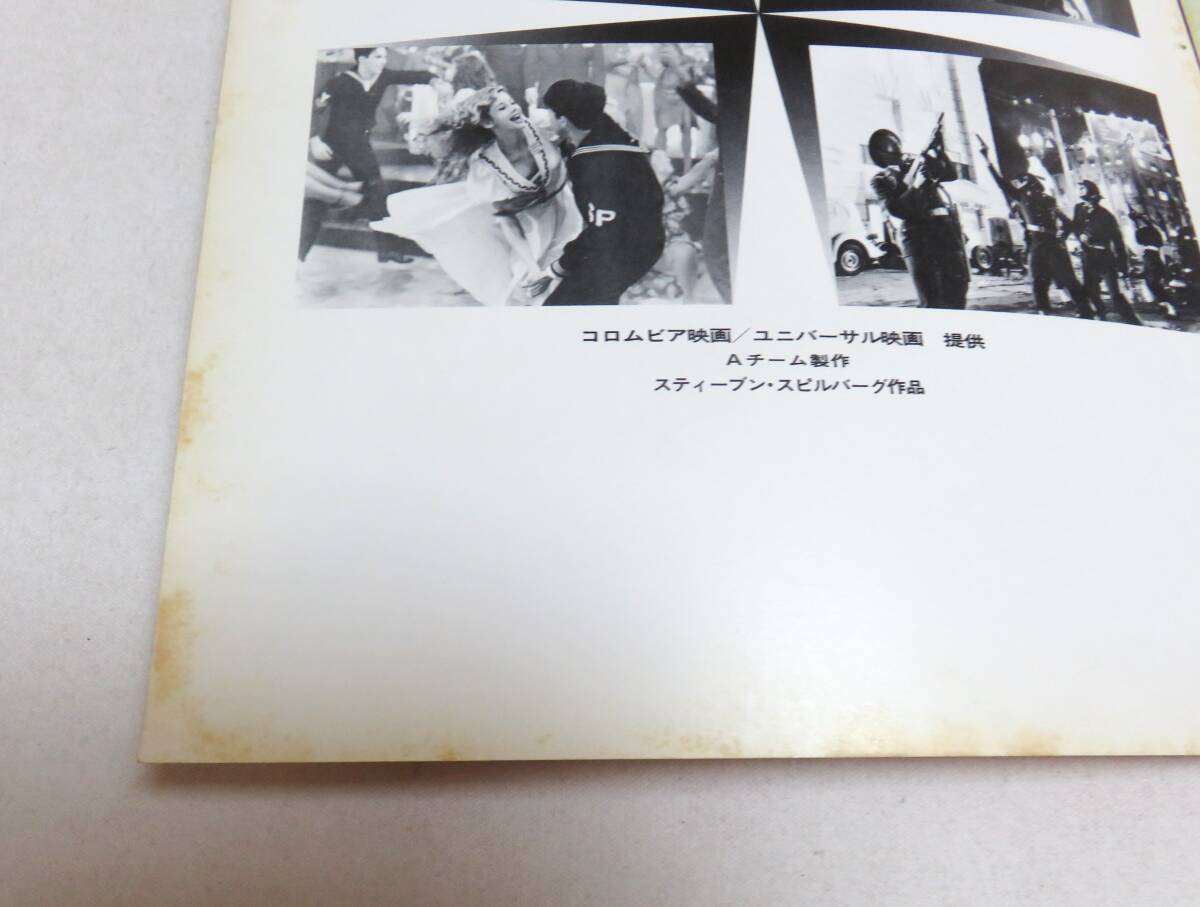 SP
コロムビア映画／ユニバーサル映画　提供
Aチーム製作
スティーブン・スピルバーグ作品